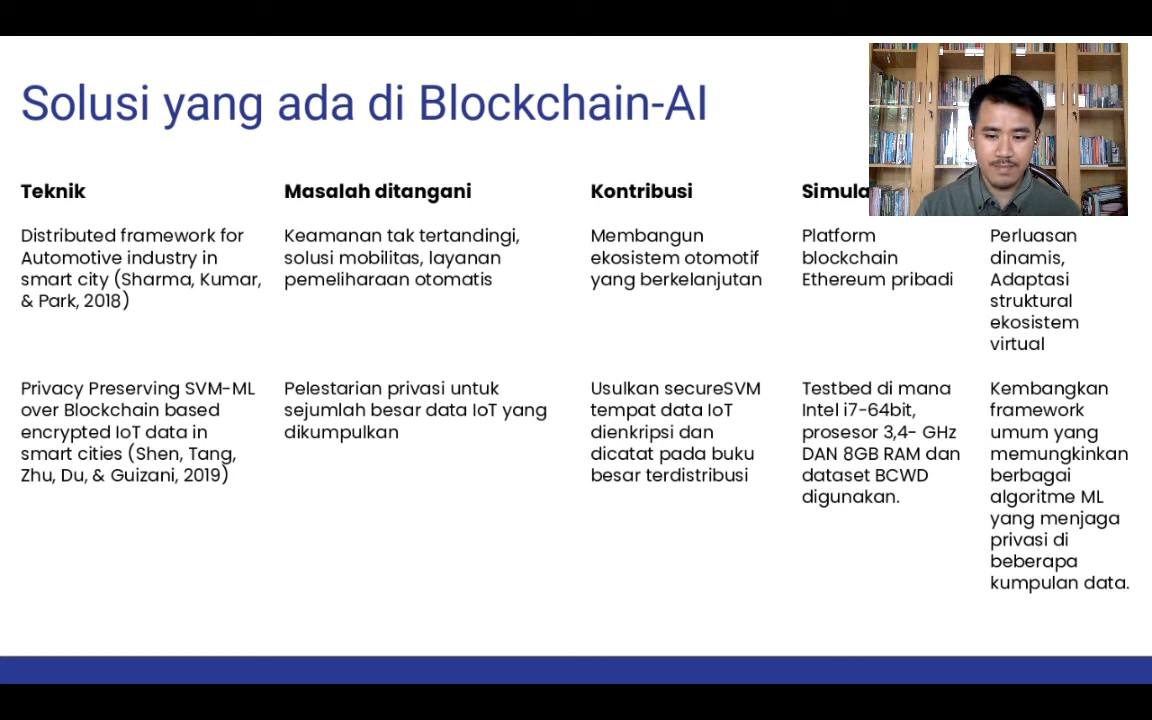 Solusi yang ada di Blockchain-AI
Teknik
Masalah ditangani
Kontribusi
Distributed framework for
Automotive industry in
smart city (Sharma, Kumar,
& Park, 2018)
Keamanan tak tertandingi,
solusi mobilitas, layanan
pemeliharaan otomatis
Membangun
ekosistem otomotif
yang berkelanjutan
Platform
blockchain
Ethereum pribadi
Perluasan
dinamis,
Adaptasi
struktural
ekosistem
virtual
Privacy Preserving SVM-ML
over Blockchain based
encrypted IoT data in
smart cities (Shen, Tang,
Zhu, Du, & Guizani, 2019)
Pelestarian privasi untuk
sejumlah besar data IoT yang
dikumpulkan
Usulkan secureSVM
tempat data IoT
dienkripsi dan
dicatat pada buku
besar terdistribusi
Testbed di mana
Intel i7-64bit,
prosesor 3,4- GHz
DAN 8GB RAM dan
dataset BCWD
digunakan.
Kembangkan
framework
umum yang
memungkinkan
berbagai
algoritme ML
yang menjaga
privasi di
beberapa
kumpulan data.